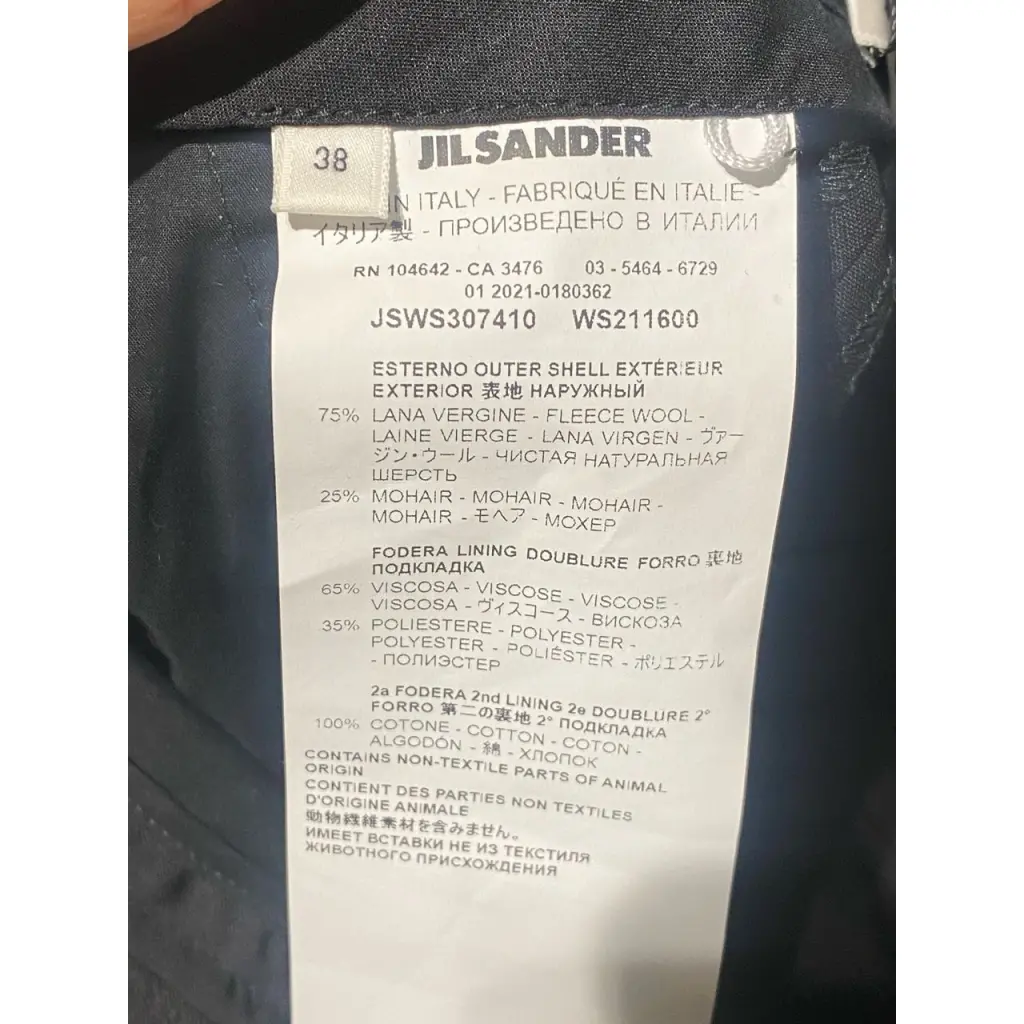 38
JIL SANDER
IN ITALY - FABRIQUÉ EN ITALIE -
イタリア製 - ПРОИЗВЕДЕНО В ИТАЛИИ
RN 104642 - CA 3476 03 - 5464 - 6729
01 2021-0180362
JSWS307410 WS211600
ESTERNO OUTER SHELL EXTÉRIEUR
EXTERIOR 表地 НАРУЖНЫЙ
75% LANA VERGINE - FLEECE WOOL -
LAINE VIERGE - LANA VIRGEN - ヴァー
ジン・ウール - ЧИСТАЯ НАТУРАЛЬНАЯ
ШЕРСТЬ
25% MOHAIR - MOHAIR - MOHAIR -
MOHAIR - モヘア - МОХЕР
FODERA LINING DOUBLURE FORRO 裏地
ПОДКЛАДКА
65% VISCOSA - VISCOSE - VISCOSE -
VISCOSA - ヴィスコース - ВИСКОЗА
35% POLIESTERE - POLYESTER -
POLYESTER - POLIÉSTER - ポリエステル
- ПОЛИЭСТЕР
2a FODERA 2nd LINING 2e DOUBLURE 2°
FORRO 第二の裏地 2° ПОДКЛАДКА
100% COTONE - COTTON - COTON -
ALGODÓN - 綿 - ХЛОПОК
CONTAINS NON-TEXTILE PARTS OF ANIMAL
ORIGIN
CONTIENT DES PARTIES NON TEXTILES
D'ORIGINE ANIMALE
動物繊維素材を含みません。
ИМЕЕТ ВСТАВКИ НЕ ИЗ ТЕКСТИЛЯ
ЖИВОТНОГО ПРИСХОЖДЕНИЯ